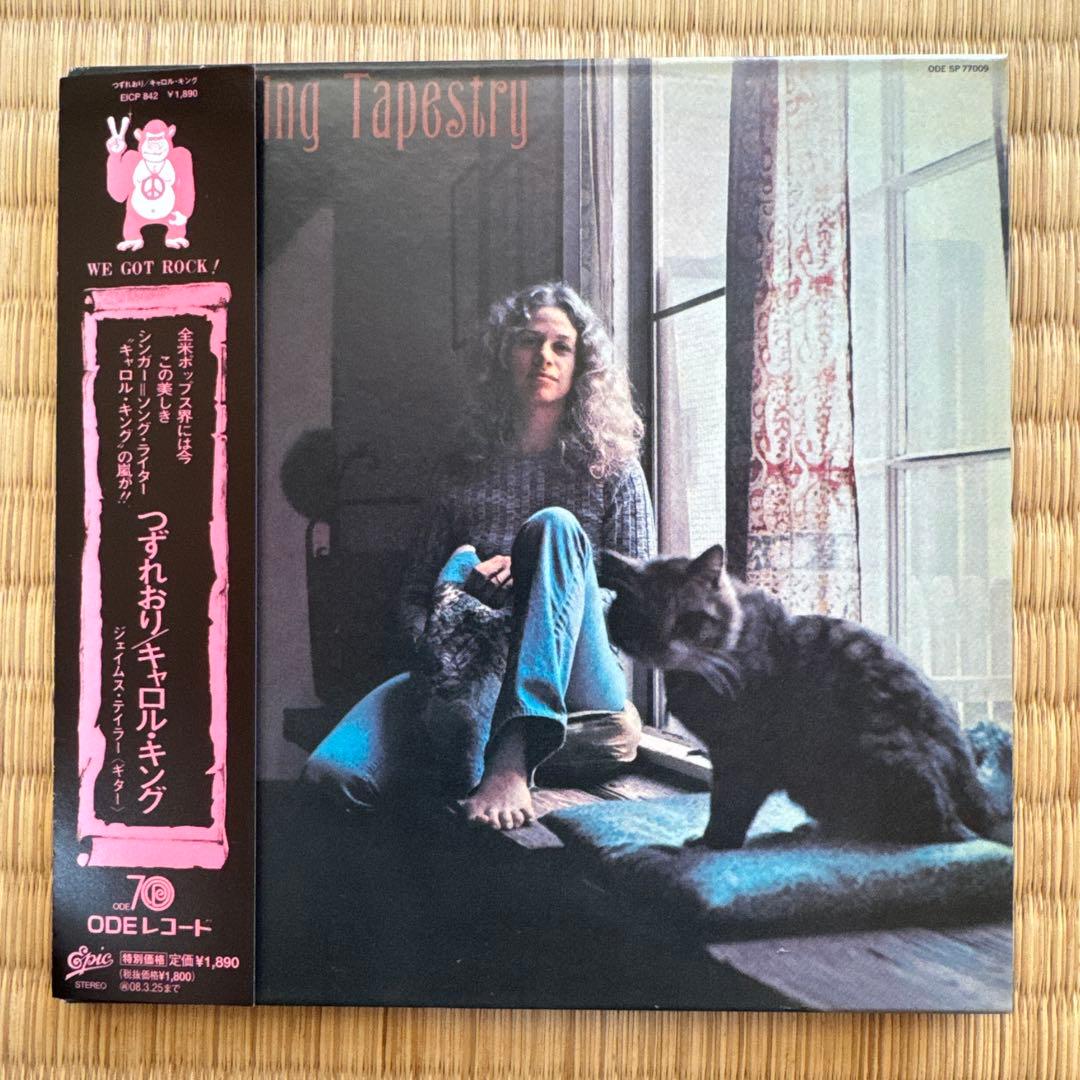 つずれおり/キャロル・キング
EICP 842 ¥1,890
WE GOT ROCK!
全米ポップス界には今
この美しき
シンガー=ソング・ライター
“キャロル・キング”の嵐が!!
つずれおり/キャロル・キング
ジェイムス・テイラー〈ギター〉
ODE 70
ODEレコード
Epic
特別価格 定価¥1,890
(税抜価格¥1,800)
STEREO
08.3.25まで
ing Tapestry
ODE SP 77009